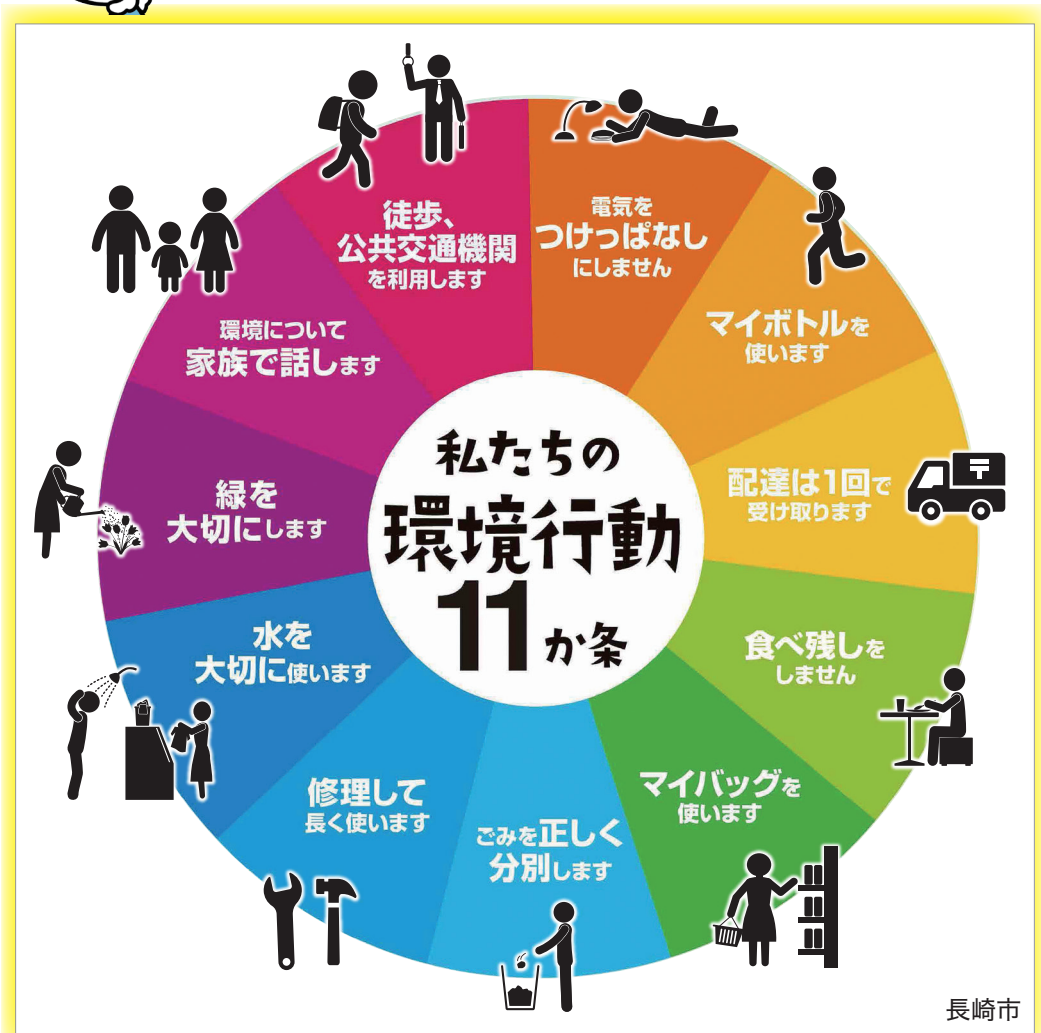 私たちの
環境行動
11か条
電気を
つけっぱなし
にしません
マイボトルを
使います
配達は1回で
受け取ります
食べ残しを
しません
マイバッグを
使います
ごみを正しく
分別します
修理して
長く使います
水を
大切に使います
緑を
大切にします
環境について
家族で話します
徒歩、
公共交通機関
を利用します
〒
長崎市